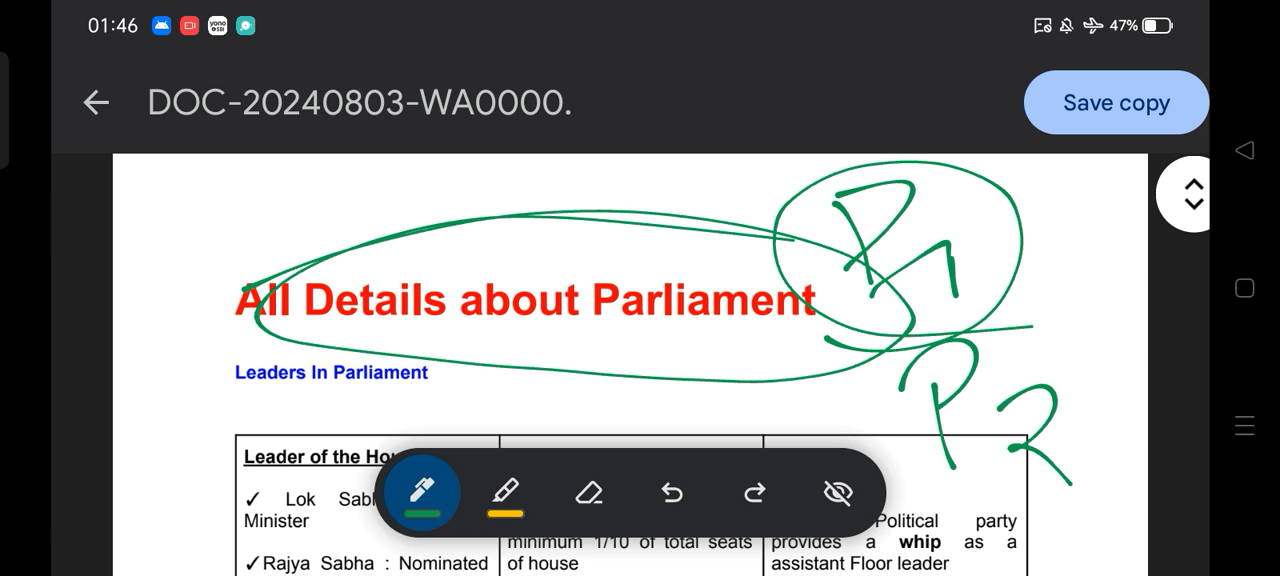 01:46 yono SBI 47%
DOC-20240803-WA0000.
Save copy
P1
All Details about Parliament
P2
Leaders In Parliament
Leader of the
✓ Lok
Minister
✓Rajya Sabha : Nominated
minimum 1/10 of total seats
of house
Political party
provides a whip as a
assistant Floor leader